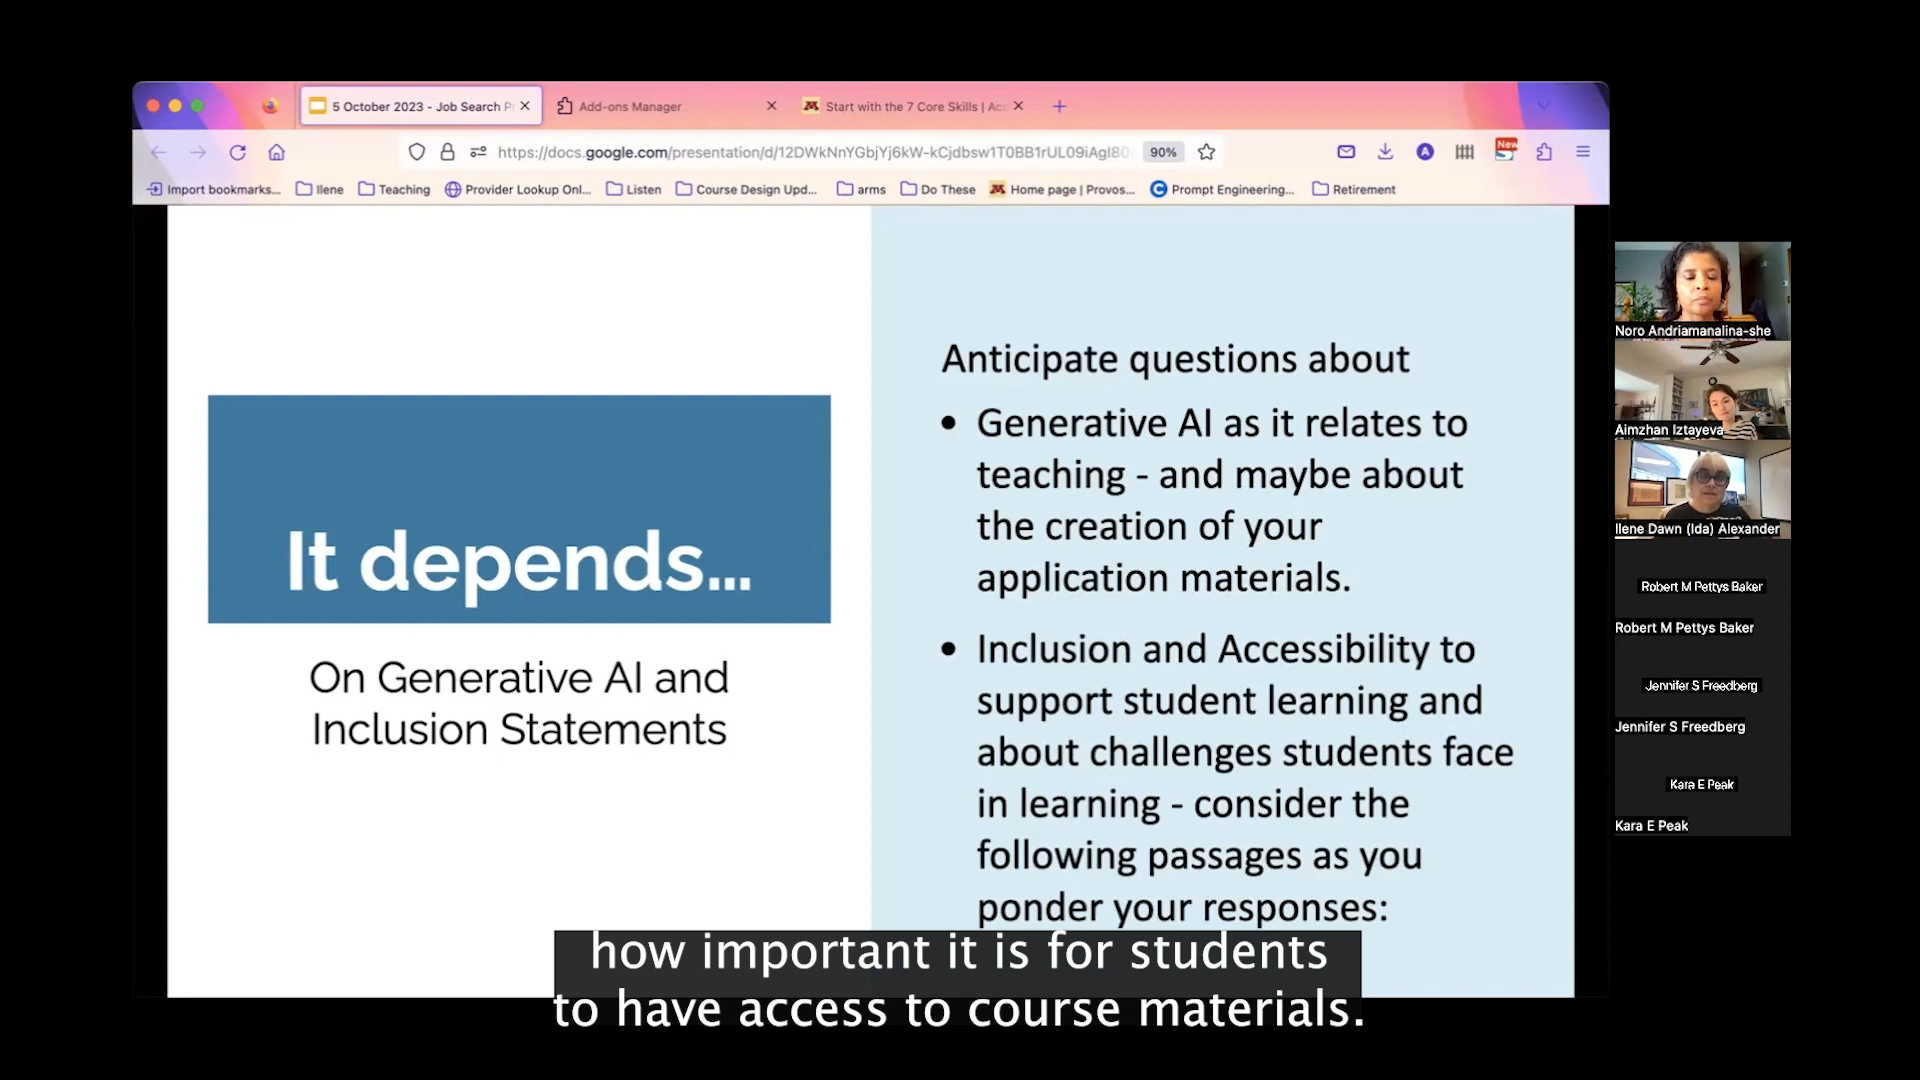 5 October 2023 - Job Search P
Add-ons Manager
Start with the 7 Core Skills | Ac
https://docs.google.com/presentation/d/12DWkNnYGbjYj6kW-kCjdbsw1T0BB1rUL09iAgI80
90%
A
New
Import bookmarks...
Ilene
Teaching
Provider Lookup Onl...
Listen
Course Design Upd...
arms
Do These
Home page | Provos...
Prompt Engineering...
Retirement
It depends...
On Generative AI and
Inclusion Statements
Anticipate questions about
• Generative AI as it relates to
teaching - and maybe about
the creation of your
application materials.
• Inclusion and Accessibility to
support student learning and
about challenges students face
in learning - consider the
following passages as you
ponder your responses:
how important it is for students
to have access to course materials.
Noro Andriamanalina-she
Aimzhan Iztayeva
Ilene Dawn (Ida) Alexander
Robert M Pettys Baker
Robert M Pettys Baker
Jennifer S Freedberg
Jennifer S Freedberg
Kara E Peak
Kara E Peak